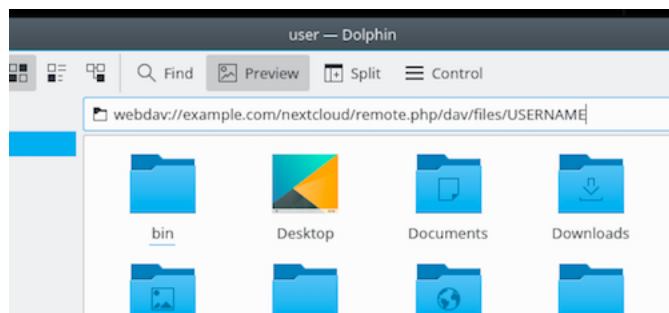 user — Dolphin
Find Preview Split Control
webdav://example.com/nextcloud/remote.php/dav/files/USERNAME
bin Desktop Documents Downloads